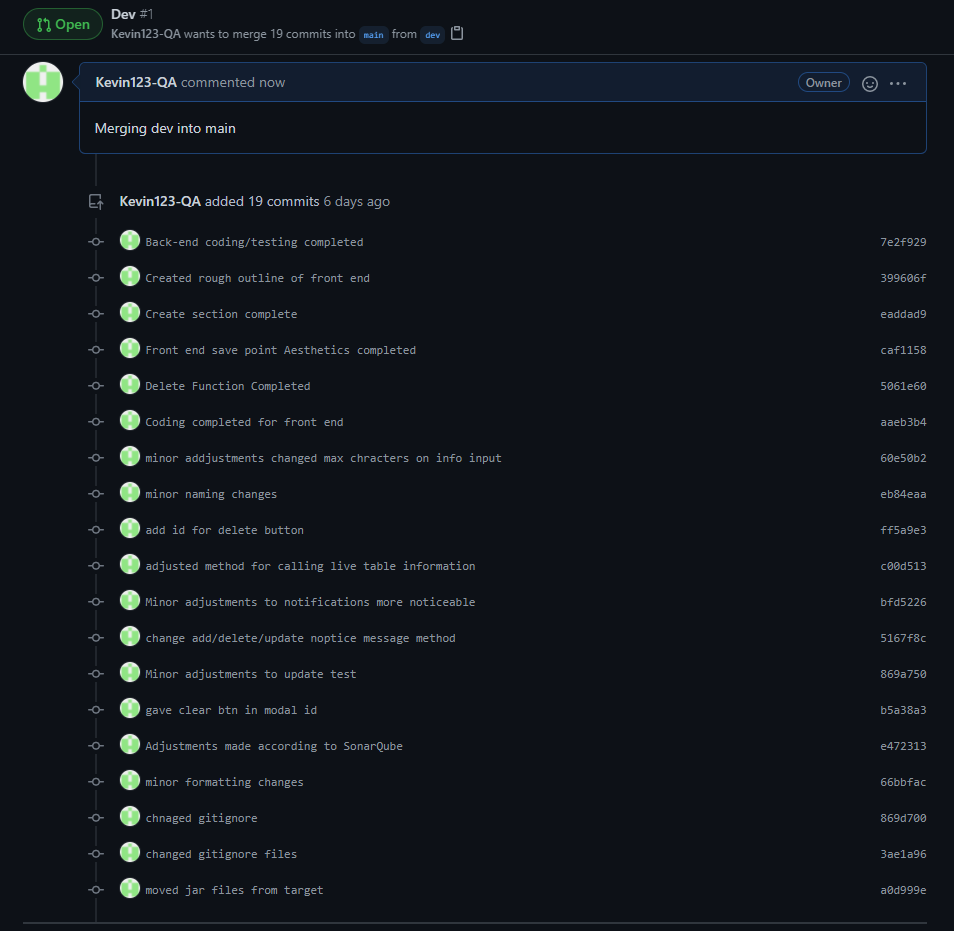 Open
Dev #1
Kevin123-QA wants to merge 19 commits into main from dev
Kevin123-QA commented now
Owner
Merging dev into main
Kevin123-QA added 19 commits 6 days ago
Back-end coding/testing completed 7e2f929
Created rough outline of front end 399606f
Create section complete eaddad9
Front end save point Aesthetics completed caf1158
Delete Function Completed 5061e60
Coding completed for front end aaeb3b4
minor addjustments changed max chracters on info input 60e50b2
minor naming changes eb84eaa
add id for delete button ff5a9e3
adjusted method for calling live table information c00d513
Minor adjustments to notifications more noticeable bfd5226
change add/delete/update noptice message method 5167f8c
Minor adjustments to update test 869a750
gave clear btn in modal id b5a38a3
Adjustments made according to SonarQube e472313
minor formatting changes 66bbfac
chnaged gitignore 869d700
changed gitignore files 3ae1a96
moved jar files from target a0d999e